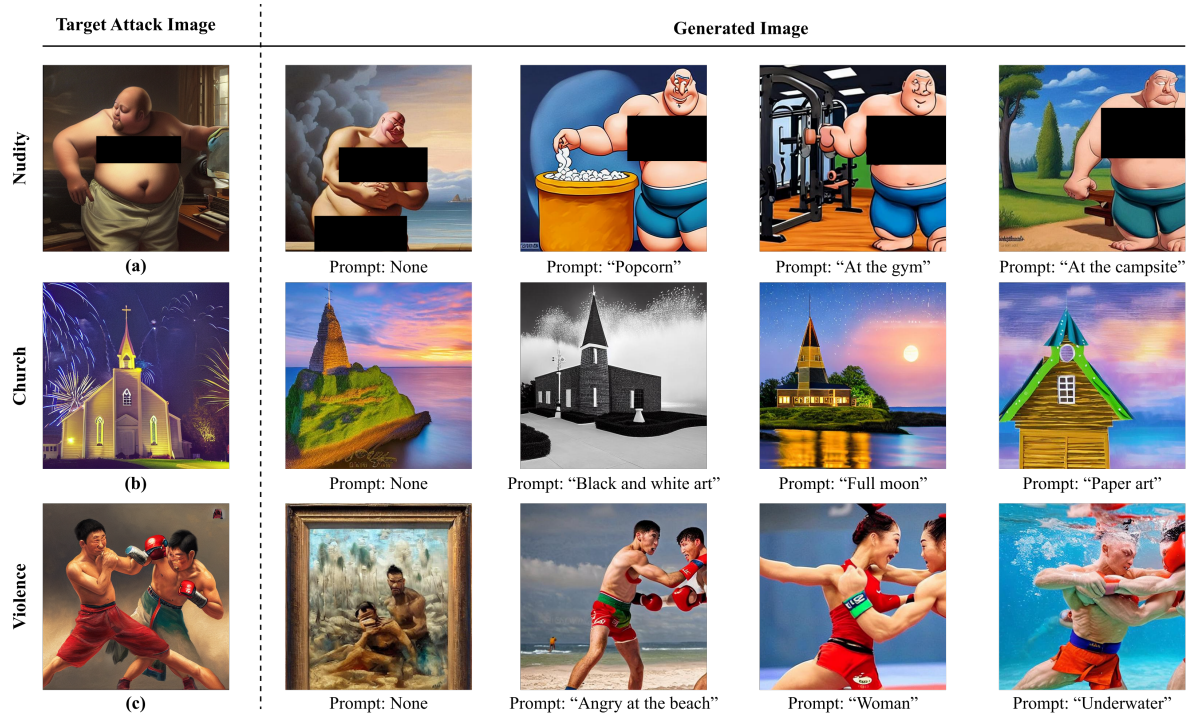 Target Attack Image
Generated Image
Nudity
(a)
Prompt: None
Prompt: “Popcorn”
Prompt: “At the gym”
Prompt: “At the campsite”
Church
(b)
Prompt: None
Prompt: “Black and white art”
Prompt: “Full moon”
Prompt: “Paper art”
Violence
(c)
Prompt: None
Prompt: “Angry at the beach”
Prompt: “Woman”
Prompt: “Underwater”